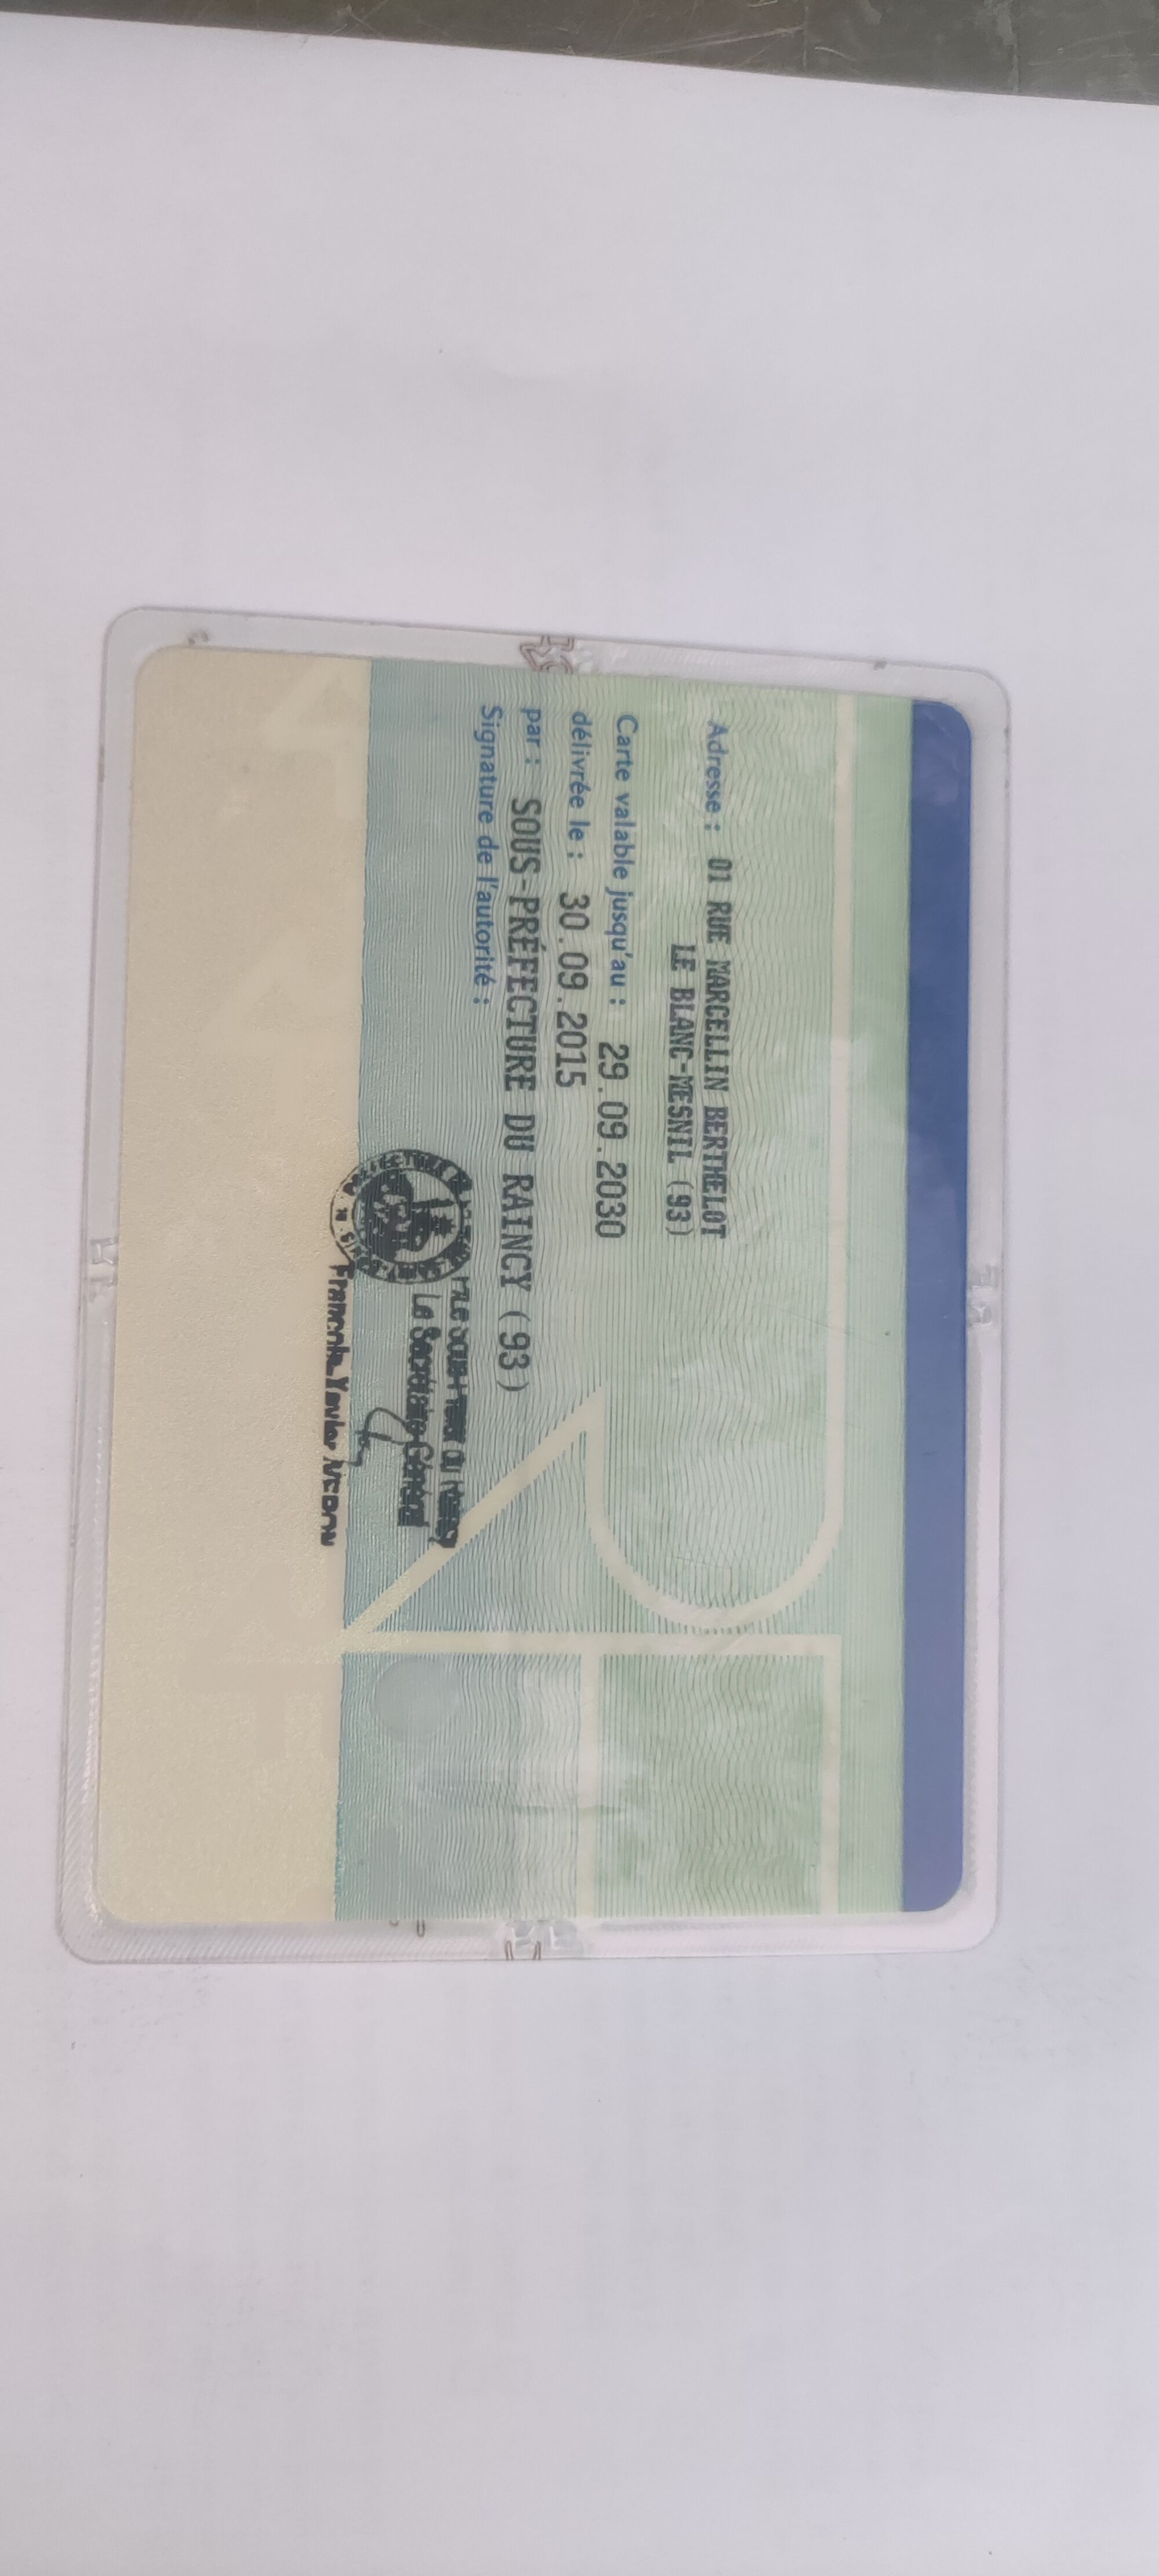 Adresse : 01 RUE MARCELLIN BERTHELOT
LE BLANC-MESNIL (93)
Carte valable jusqu'au : 29.09.2030
délivrée le : 30.09.2015
par : SOUS-PRÉFECTURE DU RAINCY (93)
Signature de l'autorité :
Le Secrétaire Général